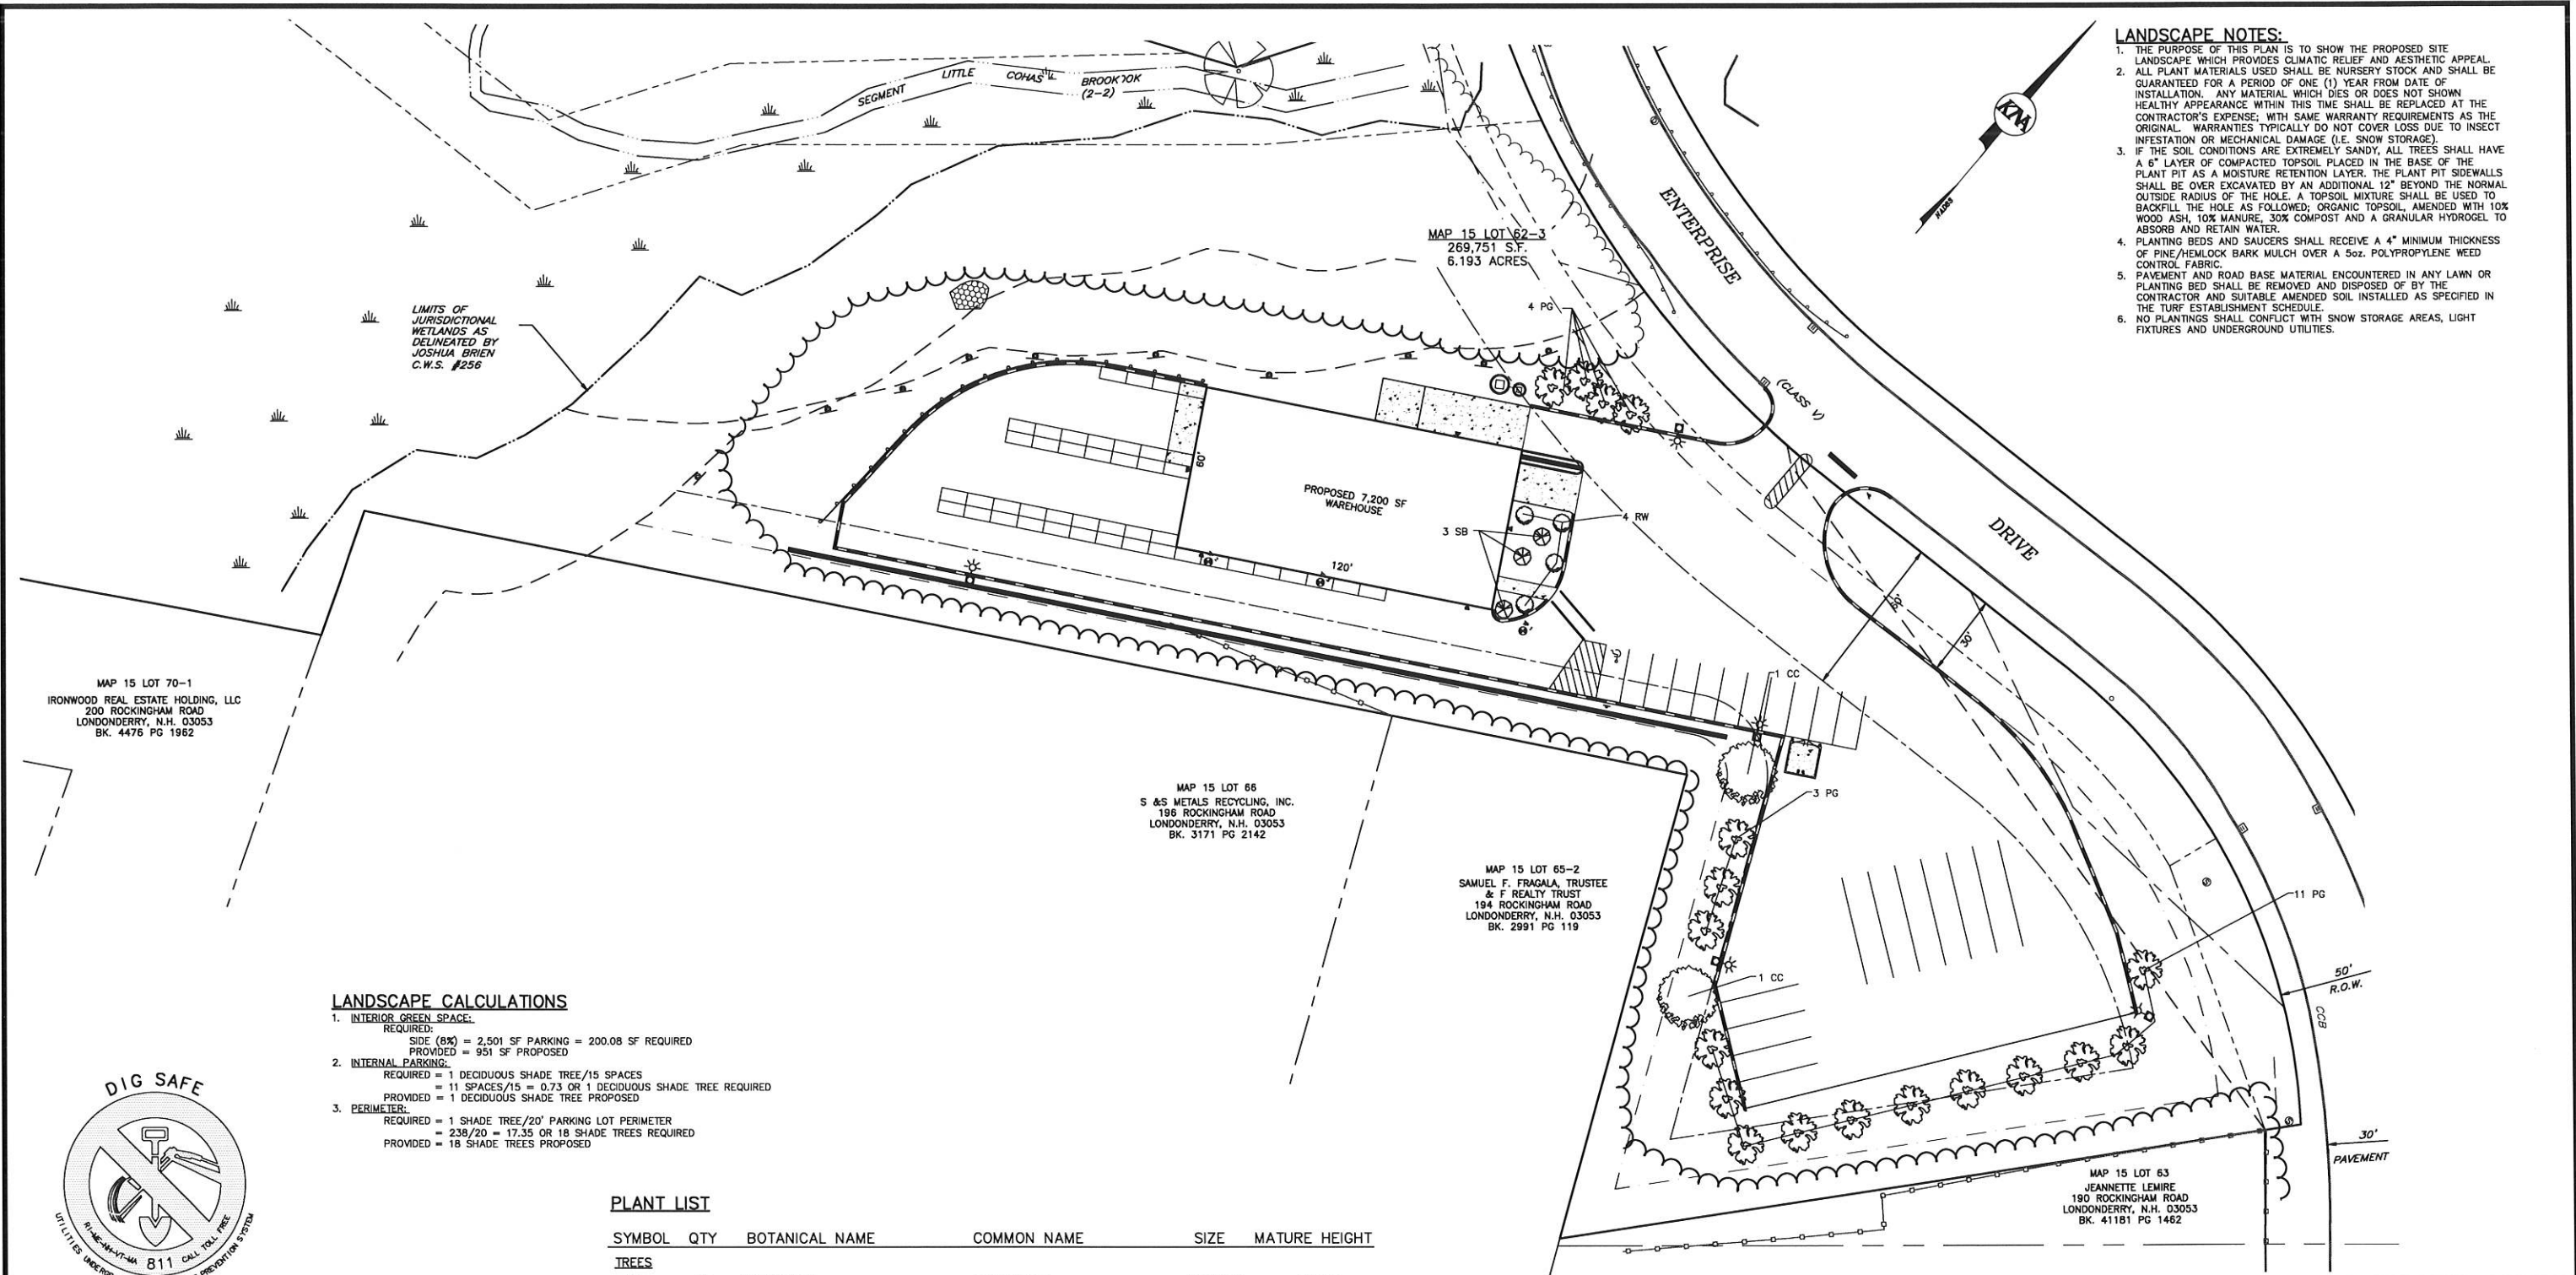 LANDSCAPE NOTES:
1. THE PURPOSE OF THIS PLAN IS TO SHOW THE PROPOSED SITE
LANDSCAPE WHICH PROVIDES CLIMATIC RELIEF AND AESTHETIC APPEAL.
2. ALL PLANT MATERIALS USED SHALL BE NURSERY STOCK AND SHALL BE
GUARANTEED FOR A PERIOD OF ONE (1) YEAR FROM DATE OF
INSTALLATION. ANY MATERIAL WHICH DIES OR DOES NOT SHOWN
HEALTHY APPEARANCE WITHIN THIS TIME SHALL BE REPLACED AT THE
CONTRACTOR'S EXPENSE; WITH SAME WARRANTY REQUIREMENTS AS THE
ORIGINAL. WARRANTIES TYPICALLY DO NOT COVER LOSS DUE TO INSECT
INFESTATION OR MECHANICAL DAMAGE (I.E. SNOW STORAGE).
3. IF THE SOIL CONDITIONS ARE EXTREMELY SANDY, ALL TREES SHALL HAVE
A 6" LAYER OF COMPACTED TOPSOIL PLACED IN THE BASE OF THE
PLANT PIT AS A MOISTURE RETENTION LAYER. THE PLANT PIT SIDEWALLS
SHALL BE OVER EXCAVATED BY AN ADDITIONAL 12" BEYOND THE NORMAL
OUTSIDE RADIUS OF THE HOLE. A TOPSOIL MIXTURE SHALL BE USED TO
BACKFILL THE HOLE AS FOLLOWED; ORGANIC TOPSOIL, AMENDED WITH 10%
WOOD ASH, 10% MANURE, 30% COMPOST AND A GRANULAR HYDROGEL TO
ABSORB AND RETAIN WATER.
4. PLANTING BEDS AND SAUCERS SHALL RECEIVE A 4" MINIMUM THICKNESS
OF PINE/HEMLOCK BARK MULCH OVER A 5oz. POLYPROPYLENE WEED
CONTROL FABRIC.
5. PAVEMENT AND ROAD BASE MATERIAL ENCOUNTERED IN ANY LAWN OR
PLANTING BED SHALL BE REMOVED AND DISPOSED OF BY THE
CONTRACTOR AND SUITABLE AMENDED SOIL INSTALLED AS SPECIFIED IN
THE TURF ESTABLISHMENT SCHEDULE.
6. NO PLANTINGS SHALL CONFLICT WITH SNOW STORAGE AREAS, LIGHT
FIXTURES AND UNDERGROUND UTILITIES.
KNA
NAD83
SEGMENT
LITTLE COHAS BROOK
(2-2)
ENTERPRISE
DRIVE
(CLASS V)
MAP 15 LOT 62-3
269,751 S.F.
6.193 ACRES
4 PG
LIMITS OF
JURISDICTIONAL
WETLANDS AS
DELINEATED BY
JOSHUA BRIEN
C.W.S. #256
60'
PROPOSED 7,200 SF
WAREHOUSE
120'
3 SB
4 RW
60'
30'
1 CC
3 PG
1 CC
11 PG
50'
R.O.W.
CCB
30'
PAVEMENT
MAP 15 LOT 70-1
IRONWOOD REAL ESTATE HOLDING, LLC
200 ROCKINGHAM ROAD
LONDONDERRY, N.H. 03053
BK. 4476 PG 1962
MAP 15 LOT 66
S &S METALS RECYCLING, INC.
196 ROCKINGHAM ROAD
LONDONDERRY, N.H. 03053
BK. 3171 PG 2142
MAP 15 LOT 65-2
SAMUEL F. FRAGALA, TRUSTEE
& F REALTY TRUST
194 ROCKINGHAM ROAD
LONDONDERRY, N.H. 03053
BK. 2991 PG 119
MAP 15 LOT 63
JEANNETTE LEMIRE
190 ROCKINGHAM ROAD
LONDONDERRY, N.H. 03053
BK. 41181 PG 1462
LANDSCAPE CALCULATIONS
1. INTERIOR GREEN SPACE:
REQUIRED:
SIDE (8%) = 2,501 SF PARKING = 200.08 SF REQUIRED
PROVIDED = 951 SF PROPOSED
2. INTERNAL PARKING:
REQUIRED = 1 DECIDUOUS SHADE TREE/15 SPACES
= 11 SPACES/15 = 0.73 OR 1 DECIDUOUS SHADE TREE REQUIRED
PROVIDED = 1 DECIDUOUS SHADE TREE PROPOSED
3. PERIMETER:
REQUIRED = 1 SHADE TREE/20' PARKING LOT PERIMETER
= 238/20 = 17.35 OR 18 SHADE TREES REQUIRED
PROVIDED = 18 SHADE TREES PROPOSED
DIG SAFE
RI-ME-NH-VT-MA 811 CALL TOLL FREE
PREVENTION SYSTEM
PLANT LIST
SYMBOL QTY BOTANICAL NAME COMMON NAME SIZE MATURE HEIGHT
TREES